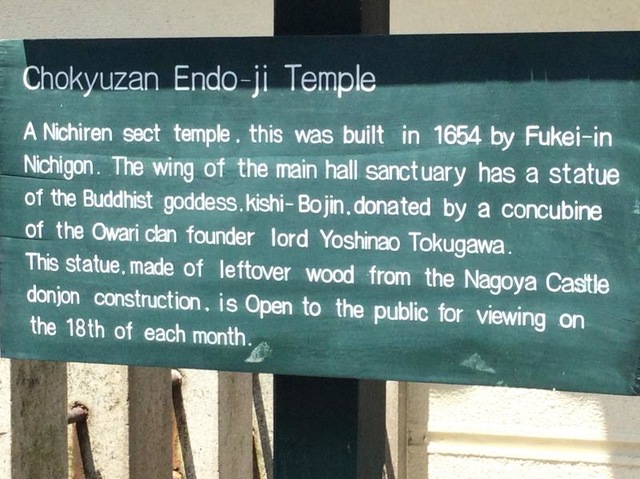 Chokyuzan Endo-ji Temple
A Nichiren sect temple, this was built in 1654 by Fukei-in
Nichigon. The wing of the main hall sanctuary has a statue
of the Buddhist goddess,kishi-Bojin,donated by a concubine
of the Owari clan founder lord Yoshinao Tokugawa.
This statue,made of leftover wood from the Nagoya Casltle
donjon construction, is Open to the public for viewing on
the 18th of each month.